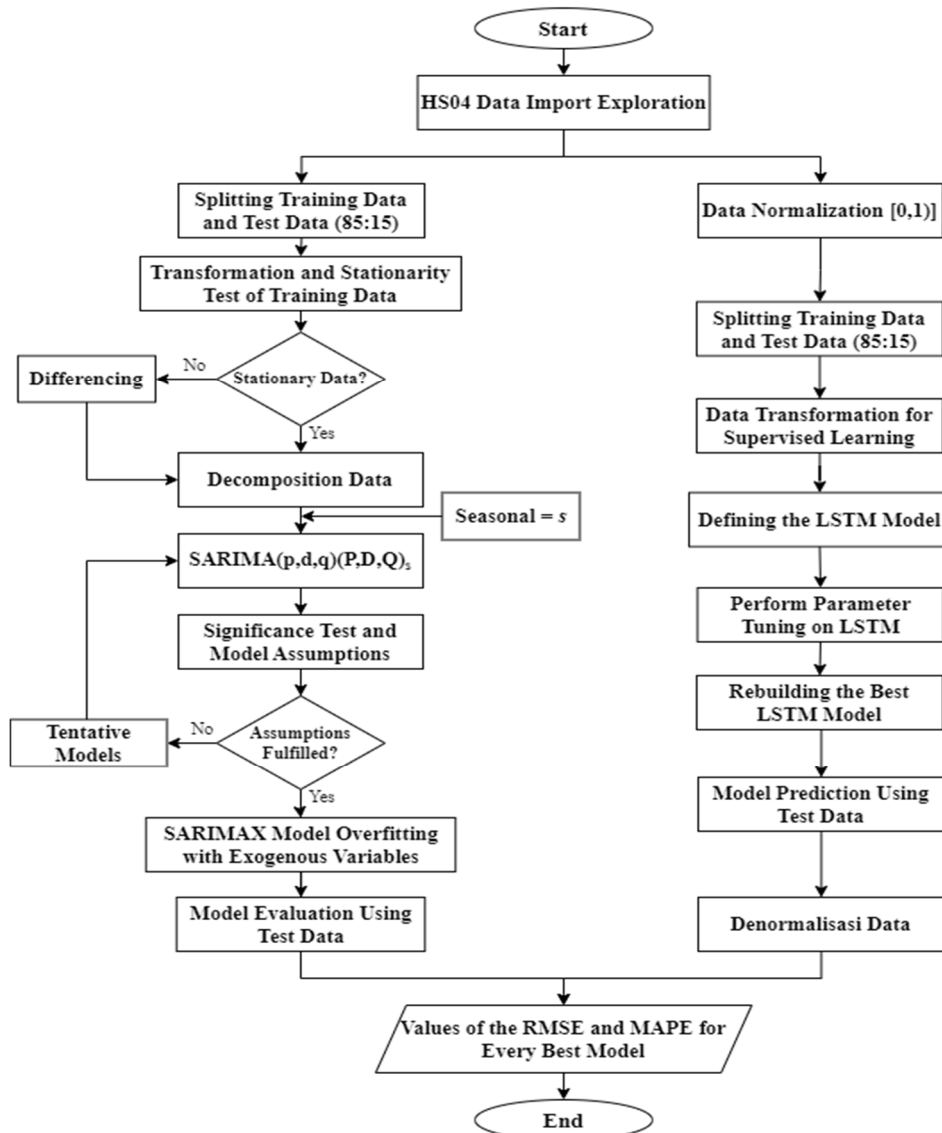 Start
HS04 Data Import Exploration
Splitting Training Data
and Test Data (85:15)
Transformation and Stationarity
Test of Training Data
Stationary Data?
No
Differencing
Yes
Decomposition Data
Seasonal = s
SARIMA(p,d,q)(P,D,Q)s
Significance Test and
Model Assumptions
Assumptions
Fulfilled?
No
Tentative
Models
Yes
SARIMAX Model Overfitting
with Exogenous Variables
Model Evaluation Using
Test Data
Data Normalization [0,1)]
Splitting Training Data
and Test Data (85:15)
Data Transformation for
Supervised Learning
Defining the LSTM Model
Perform Parameter
Tuning on LSTM
Rebuilding the Best
LSTM Model
Model Prediction Using
Test Data
Denormalisasi Data
Values of the RMSE and MAPE for
Every Best Model
End